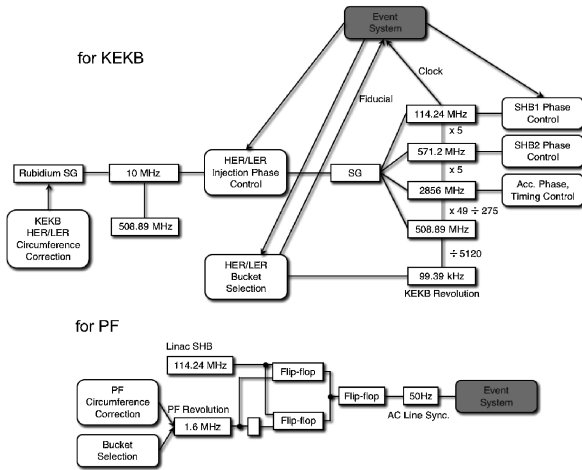 Event
System
for KEKB
Clock
Fiducial
114.24 MHz
SHB1 Phase
Control
x 5
571.2 MHz
SHB2 Phase
Control
x 5
Rubidium SG
10 MHz
HER/LER
Injection Phase
Control
SG
2856 MHz
Acc. Phase,
Timing Control
x 49 ÷ 275
KEKB
HER/LER
Circumference
Correction
508.89 MHz
508.89 MHz
÷ 5120
HER/LER
Bucket
Selection
99.39 kHz
KEKB Revolution
for PF
Linac SHB
114.24 MHz
Flip-flop
PF
Circumference
Correction
PF Revolution
1.6 MHz
Flip-flop
Flip-flop
50Hz
AC Line Sync.
Event
System
Bucket
Selection